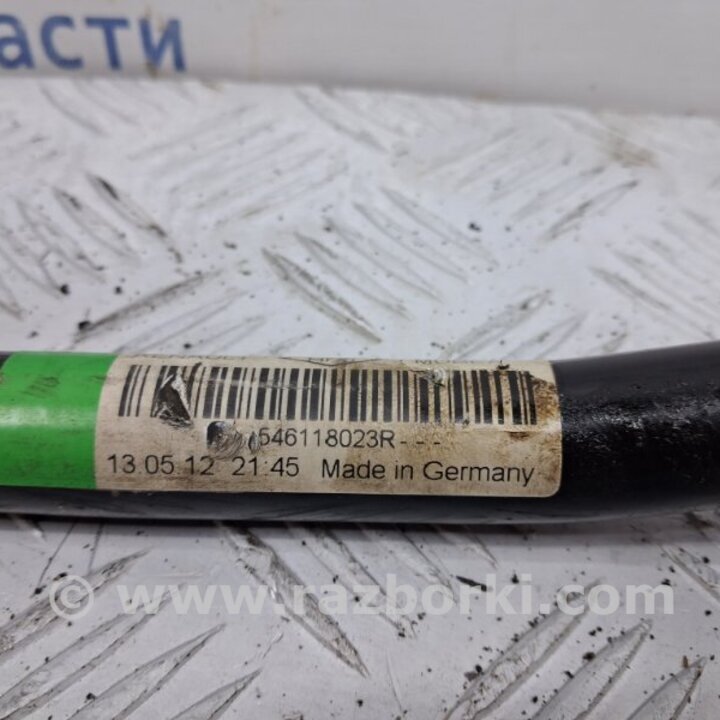 асти
546118023R - - -
13.05.12 21:45 Made in Germany
© www.razborki.com